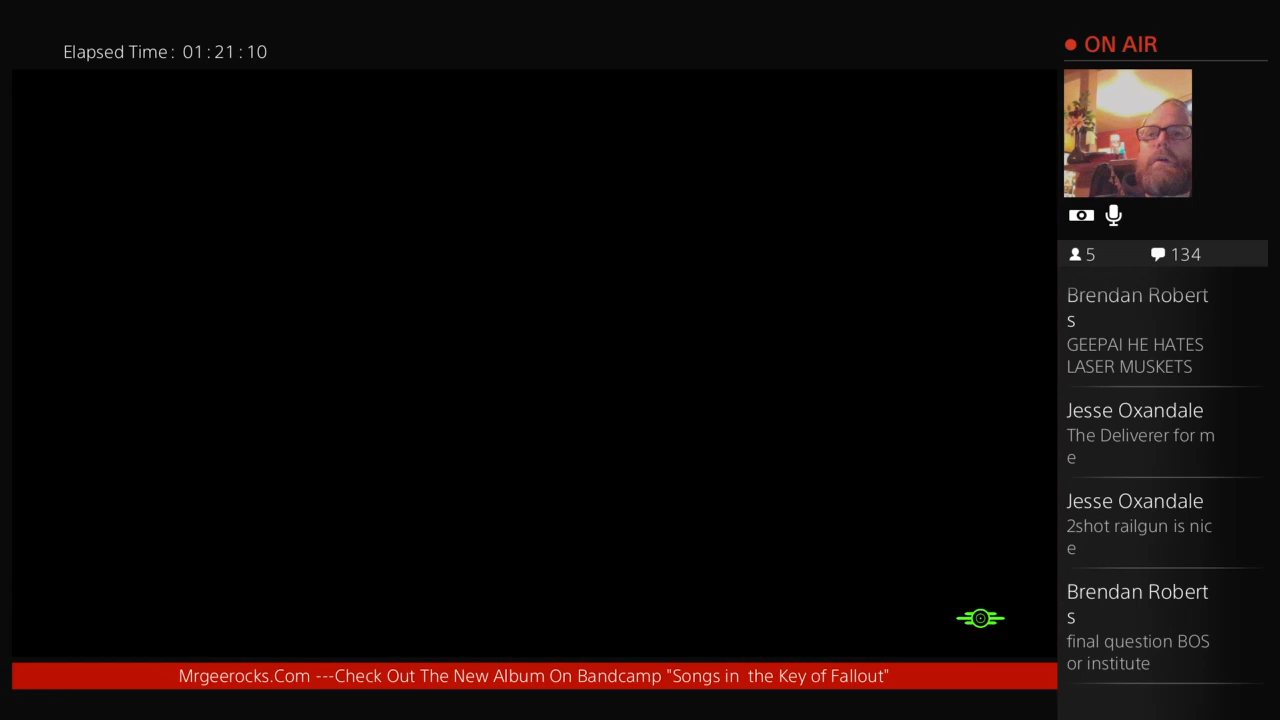 Elapsed Time: 01:21:10
ON AIR
5 134
Brendan Robert
s
GEEPAI HE HATES
LASER MUSKETS
Jesse Oxandale
The Deliverer for m
e
Jesse Oxandale
2shot railgun is nic
e
Brendan Robert
s
final question BOS
or institute
Mrgeerocks.Com ---Check Out The New Album On Bandcamp "Songs in  the Key of Fallout"